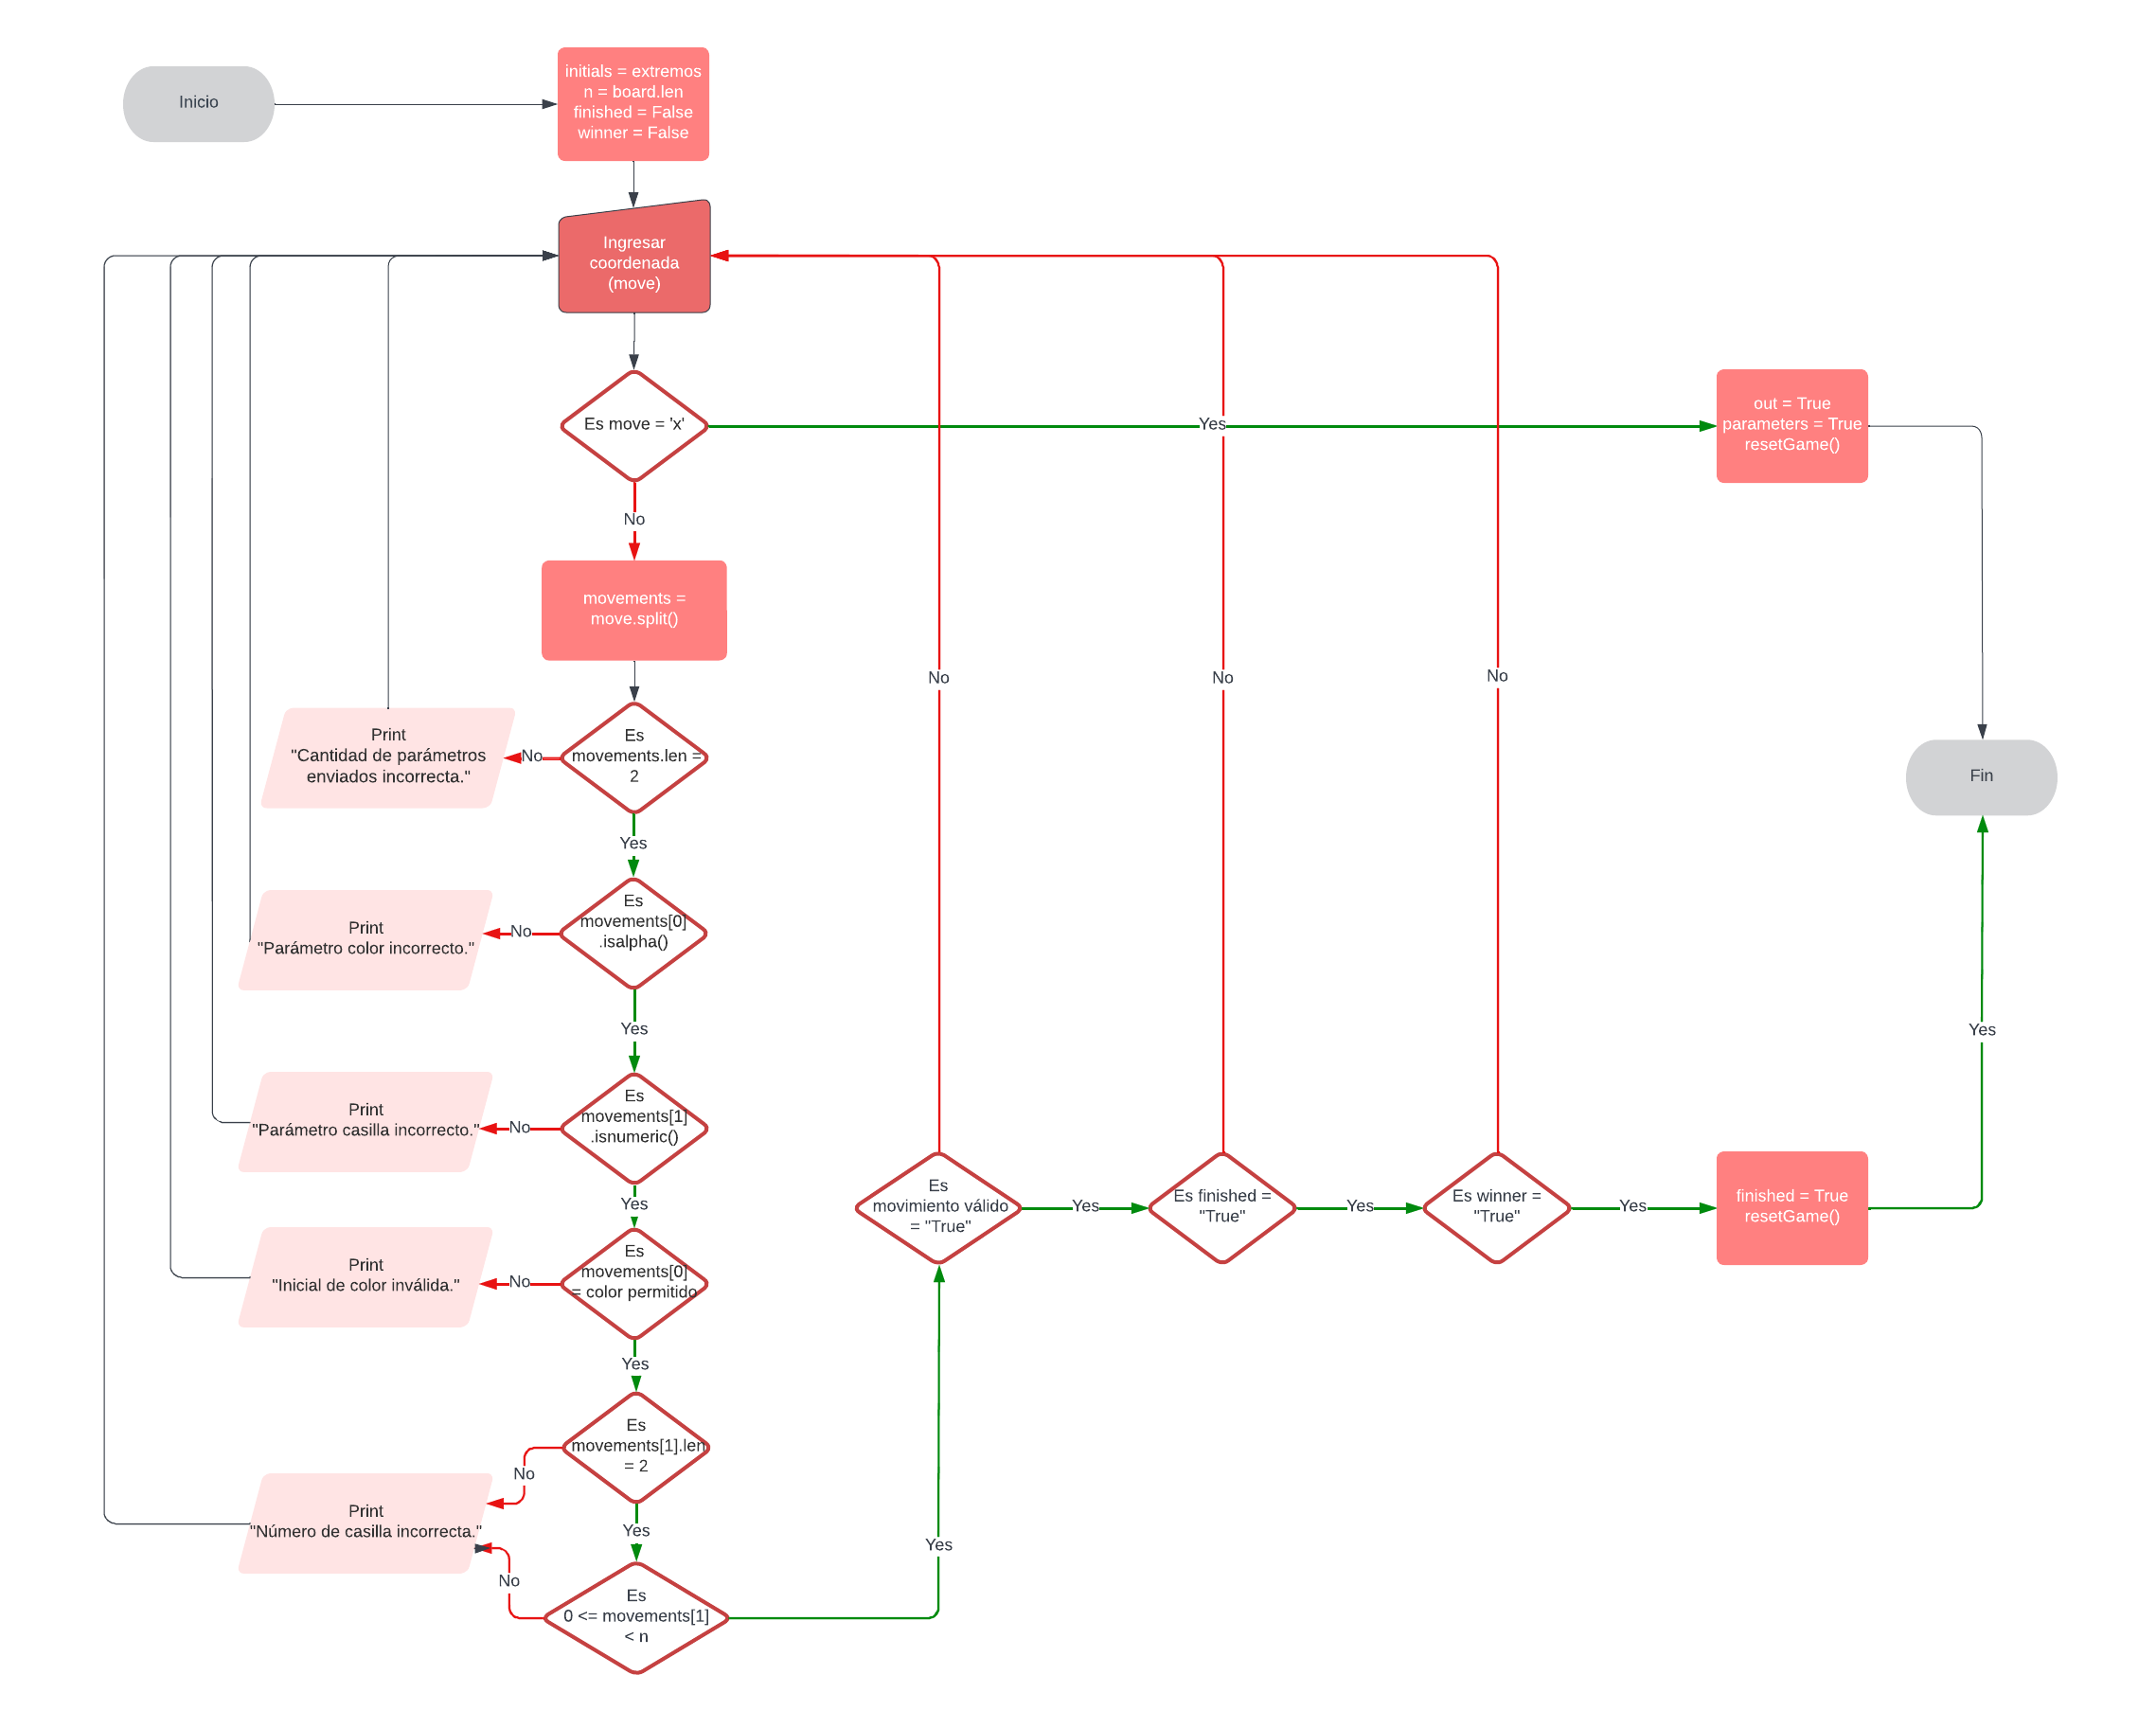 Inicio
initials = extremos
n = board.len
finished = False
winner = False
Ingresar
coordenada
(move)
Es move = 'x'
Yes
out = True
parameters = True
resetGame()
No
movements =
move.split()
No
No
No
Print
"Cantidad de parámetros
enviados incorrecta."
No
Es
movements.len =
2
Fin
Yes
Print
"Parámetro color incorrecto."
No
Es
movements[0]
.isalpha()
Yes
Yes
Print
"Parámetro casilla incorrecto."
No
Es
movements[1]
.isnumeric()
Yes
Es
movimiento válido
= "True"
Yes
Es finished =
"True"
Yes
Es winner =
"True"
Yes
finished = True
resetGame()
Print
"Inicial de color inválida."
No
Es
movements[0]
= color permitido
Yes
Es
movements[1].len
= 2
No
Print
"Número de casilla incorrecta."
Yes
Yes
No
Es
0 <= movements[1]
< n